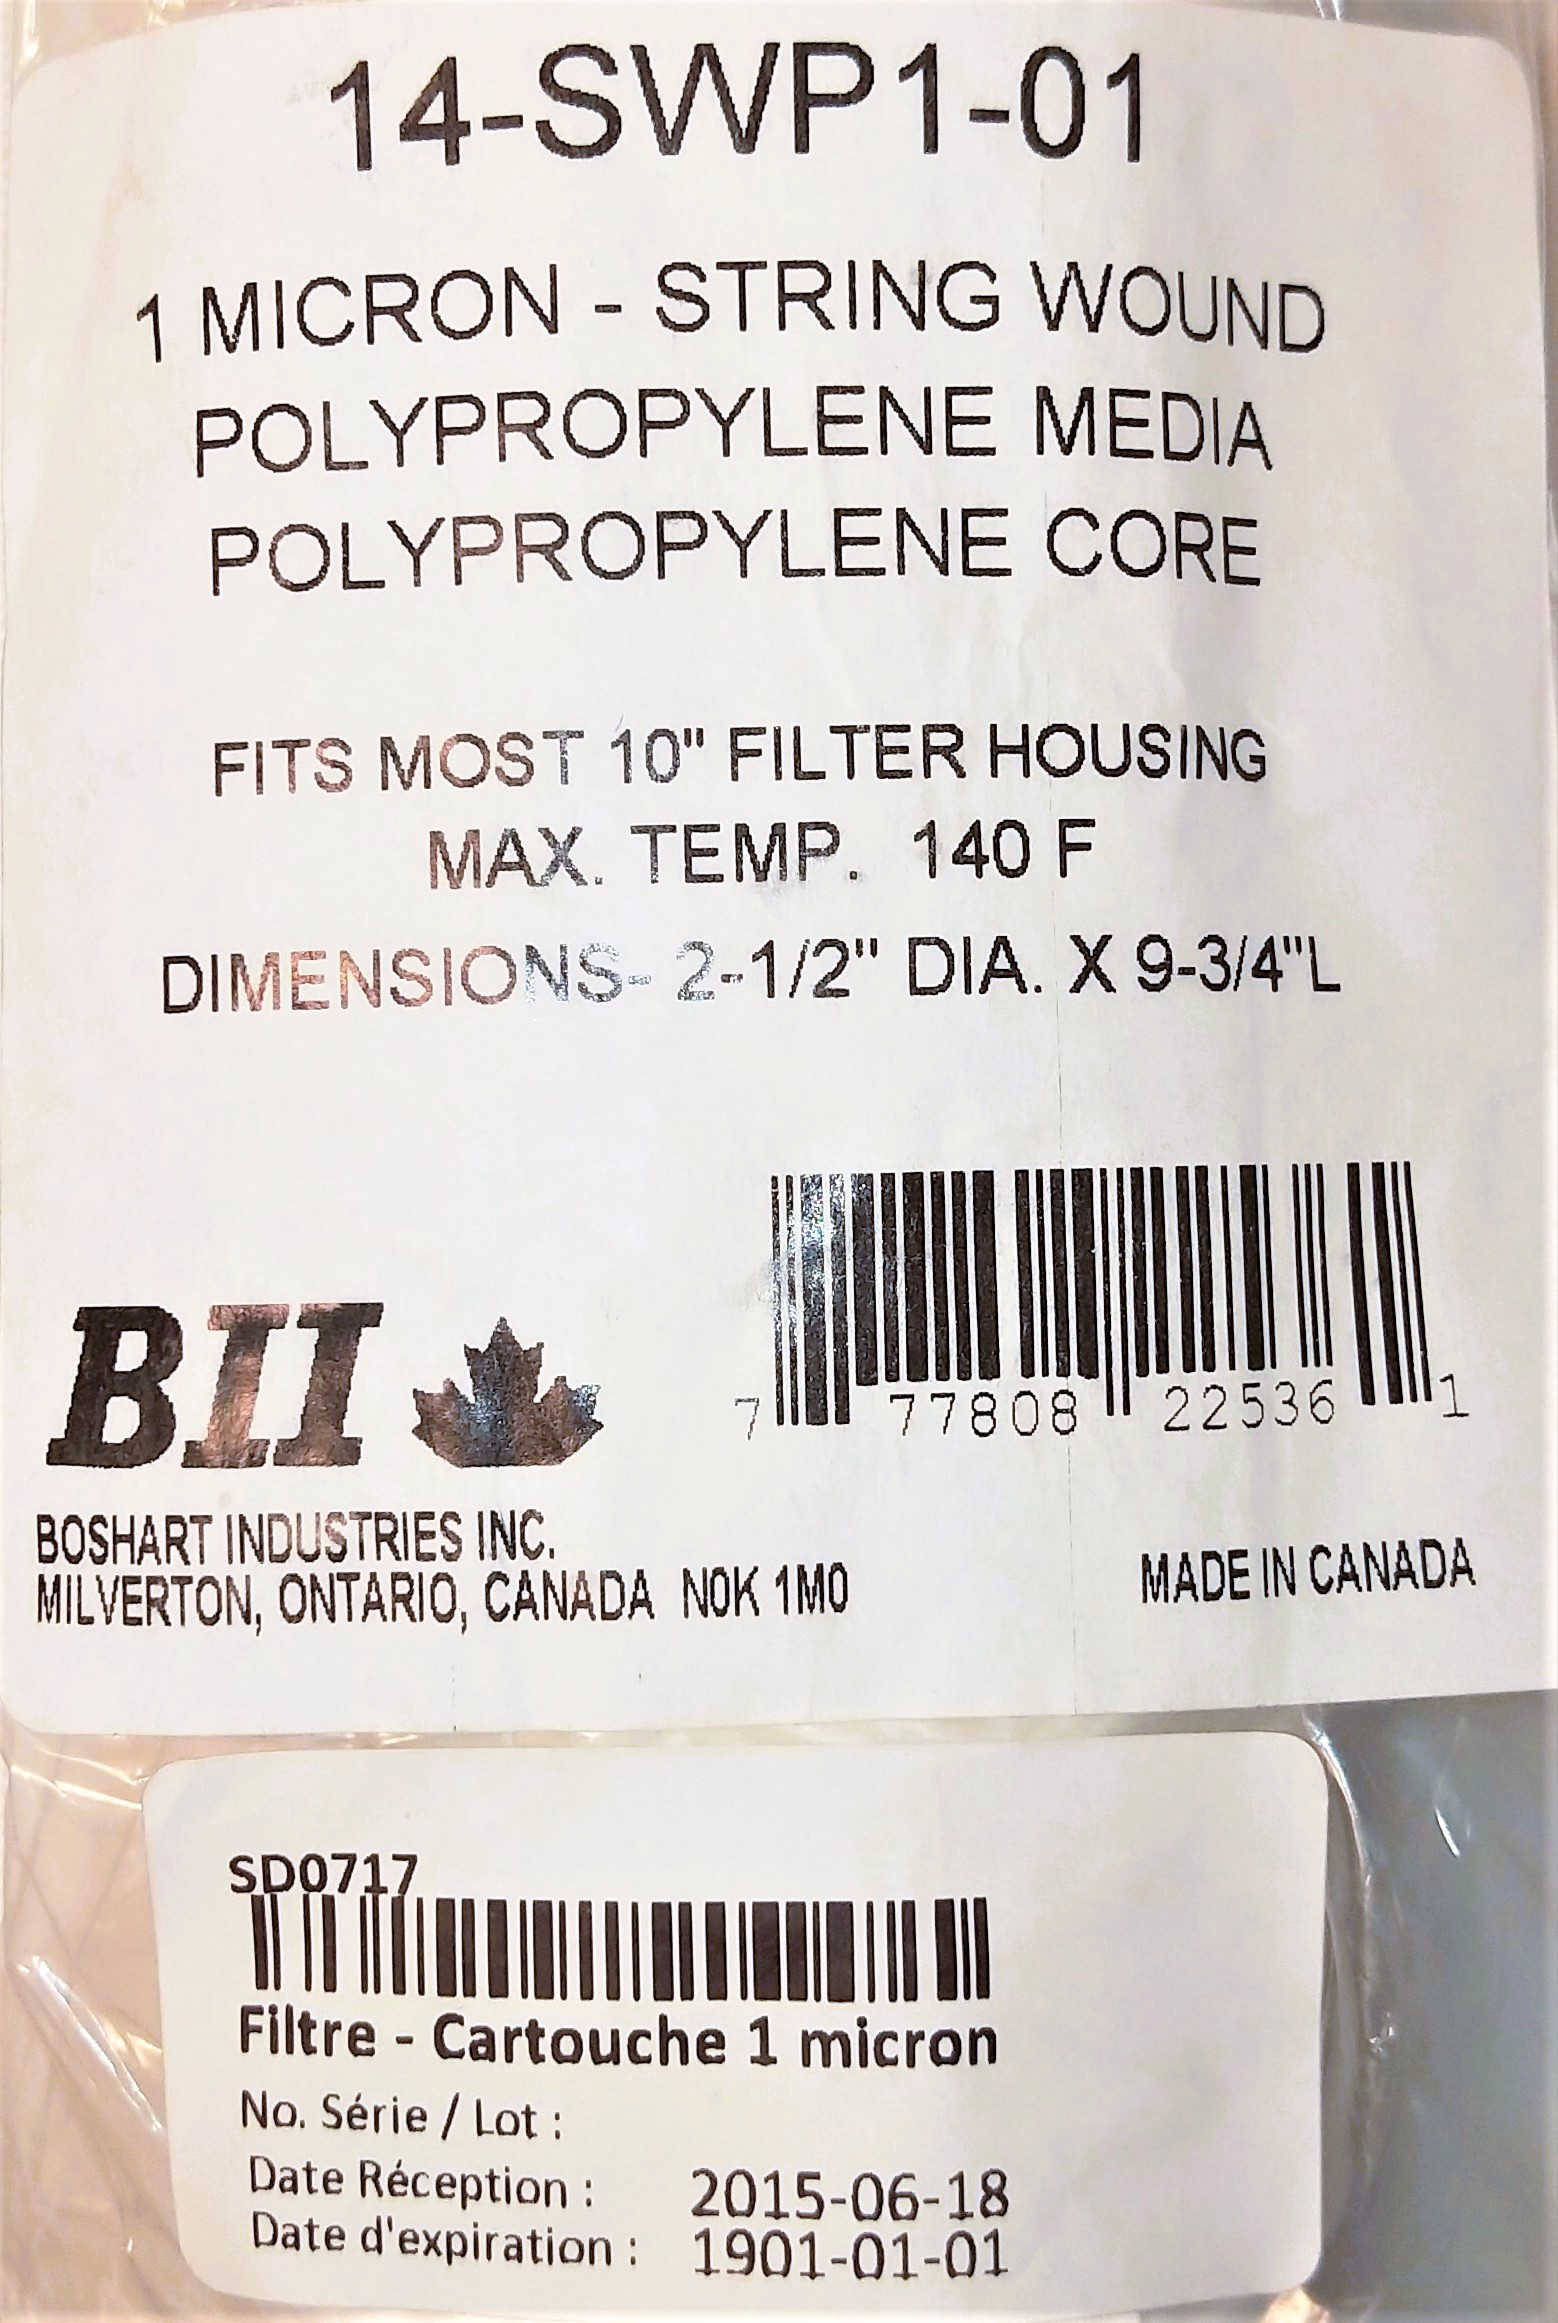 14-SWP1-01
1 MICRON - STRING WOUND
POLYPROPYLENE MEDIA
POLYPROPYLENE CORE
FITS MOST 10" FILTER HOUSING
MAX. TEMP. 140 F
DIMENSIONS- 2-1/2" DIA. X 9-3/4"L
7 77808 22536 1
BII
BOSHART INDUSTRIES INC.
MILVERTON, ONTARIO, CANADA N0K 1M0
MADE IN CANADA
SD0717
Filtre - Cartouche 1 micron
No. Série / Lot :
Date Réception : 2015-06-18
Date d'expiration : 1901-01-01